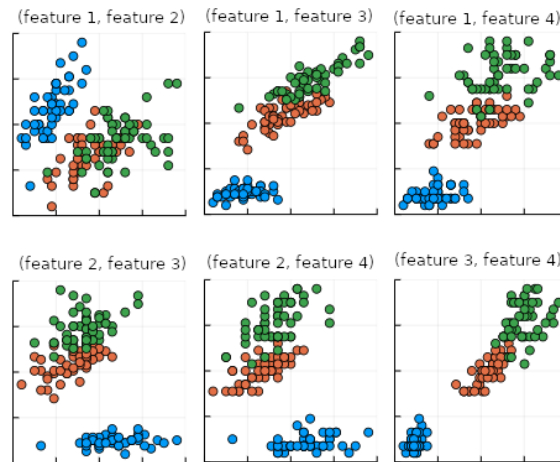 (feature 1, feature 2)
(feature 1, feature 3)
(feature 1, feature 4)
(feature 2, feature 3)
(feature 2, feature 4)
(feature 3, feature 4)